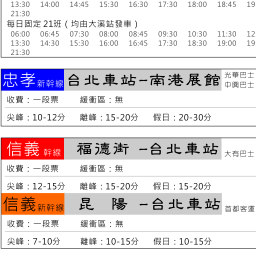 13:30 14:00 14:45 15:30 16:30 17:30 18:00 18:45 19
21:30
每日固定 21班（均由大溪站發車）
06:00 06:45 07:30 08:00 08:45 09:30 10:30 11:30 12
13:30 14:30 15:30 16:00 16:45 17:30 18:30 19:00 19
21:30
忠孝新幹線 台北車站-南港展館 光華巴士 中興巴士
收費：一段票 緩衝區：無
尖峰：10-12分 離峰：15-20分 假日：20-30分
信義幹線 福德街 -台北車站 大有巴士
收費：一段票 緩衝區：無
尖峰：12-15分 離峰：15-20分 假日：15-20分
信義新幹線 昆 陽 -台北車站 首都客運
收費：一段票 緩衝區：無
尖峰：7-10分 離峰：10-15分 假日：10-15分